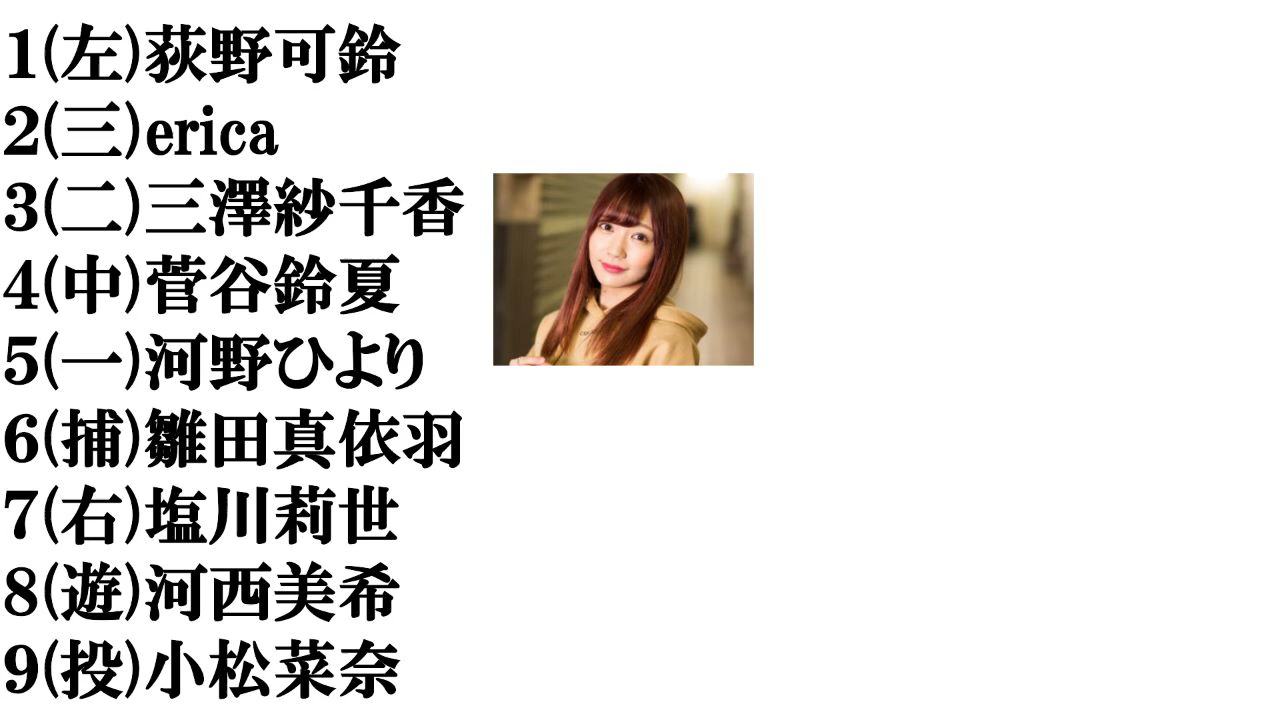 1(左)荻野可鈴
2(三)erica
3(二)三澤紗千香
4(中)菅谷鈴夏
5(一)河野ひより
6(捕)雛田真依羽
7(右)塩川莉世
8(遊)河西美希
9(投)小松菜奈